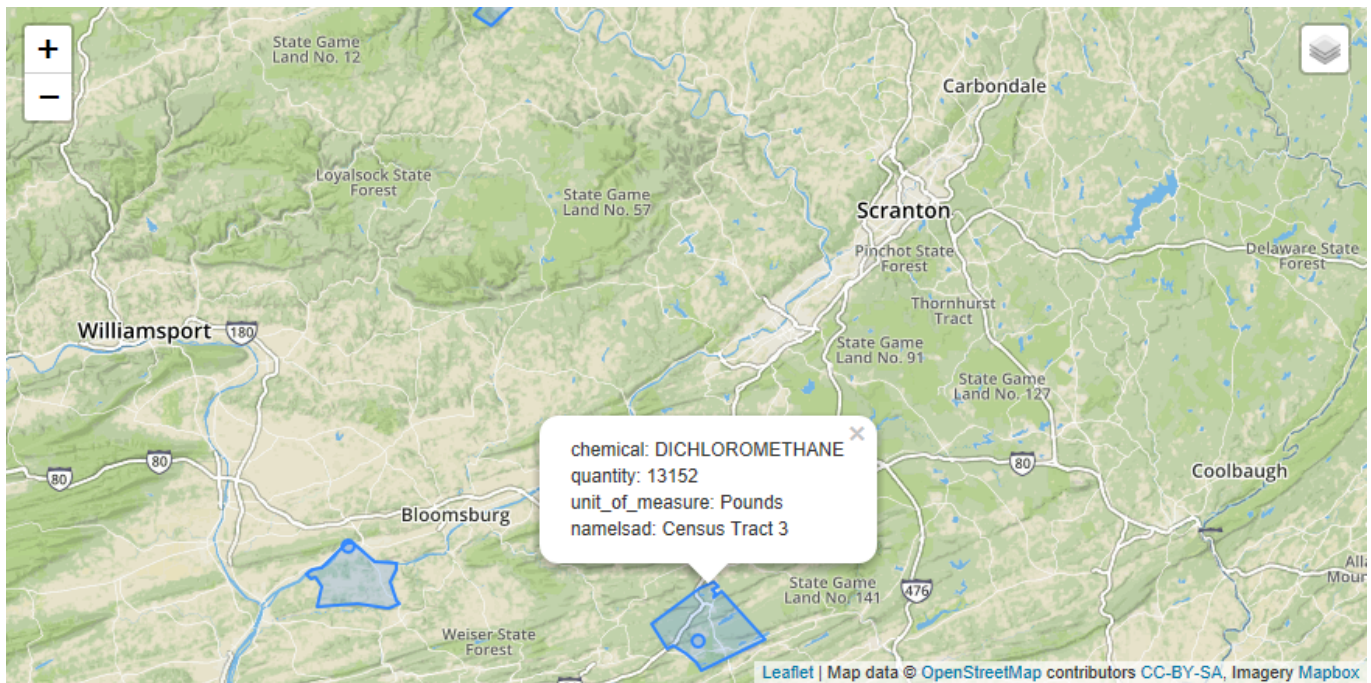 +
−
State Game
Land No. 12
Carbondale
Loyalsock State
Forest
State Game
Land No. 57
Scranton
Pinchot State
Forest
Delaware State
Forest
Thornhurst
Tract
Williamsport
180
State Game
Land No. 91
State Game
Land No. 127
80
80
80
Coolbaugh
×
chemical: DICHLOROMETHANE
quantity: 13152
unit_of_measure: Pounds
namelsad: Census Tract 3
Bloomsburg
State Game
Land No. 141
476
Alla
Moun
Weiser State
Forest
Leaflet | Map data © OpenStreetMap contributors CC-BY-SA, Imagery Mapbox